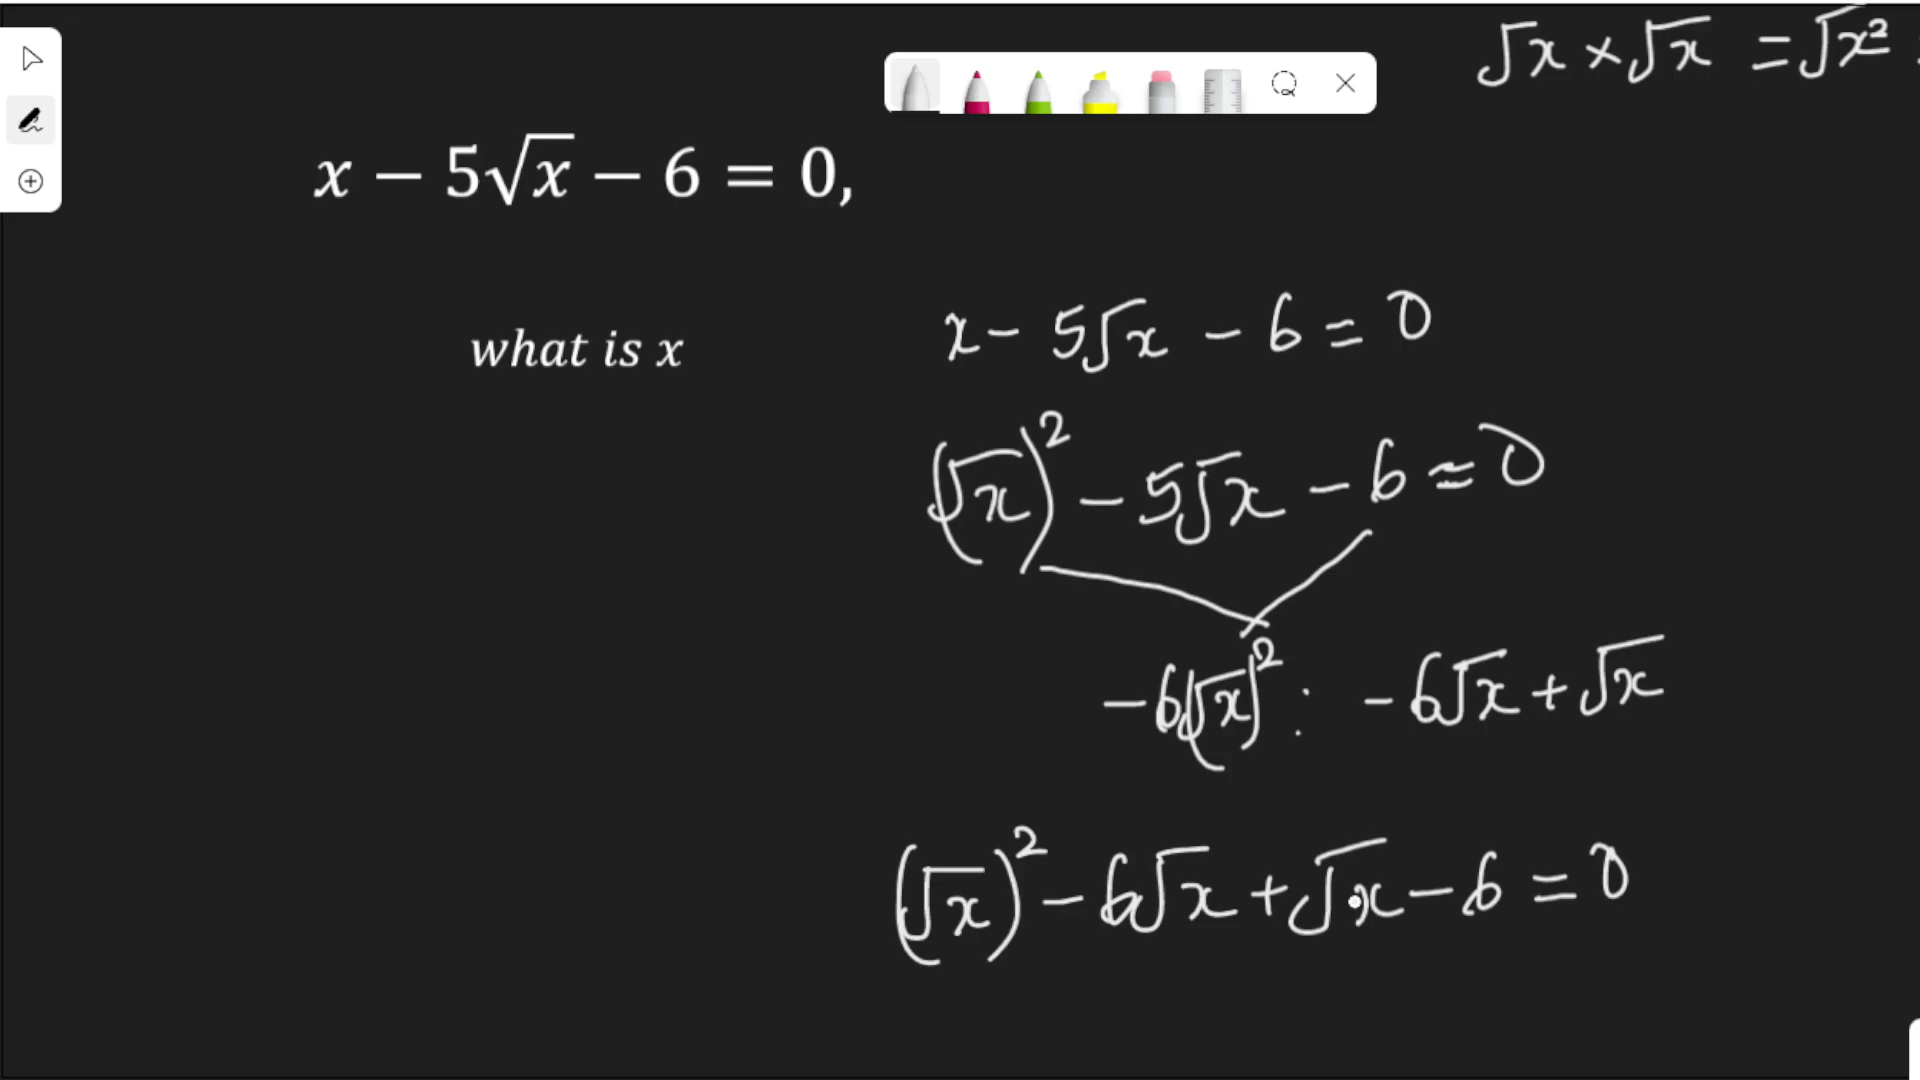 √x × √x = √x² =
x − 5√x − 6 = 0,
what is x
x − 5√x − 6 = 0
(√x)² − 5√x − 6 = 0
−6(√x)² : −6√x + √x
(√x)² − 6√x + √x − 6 = 0